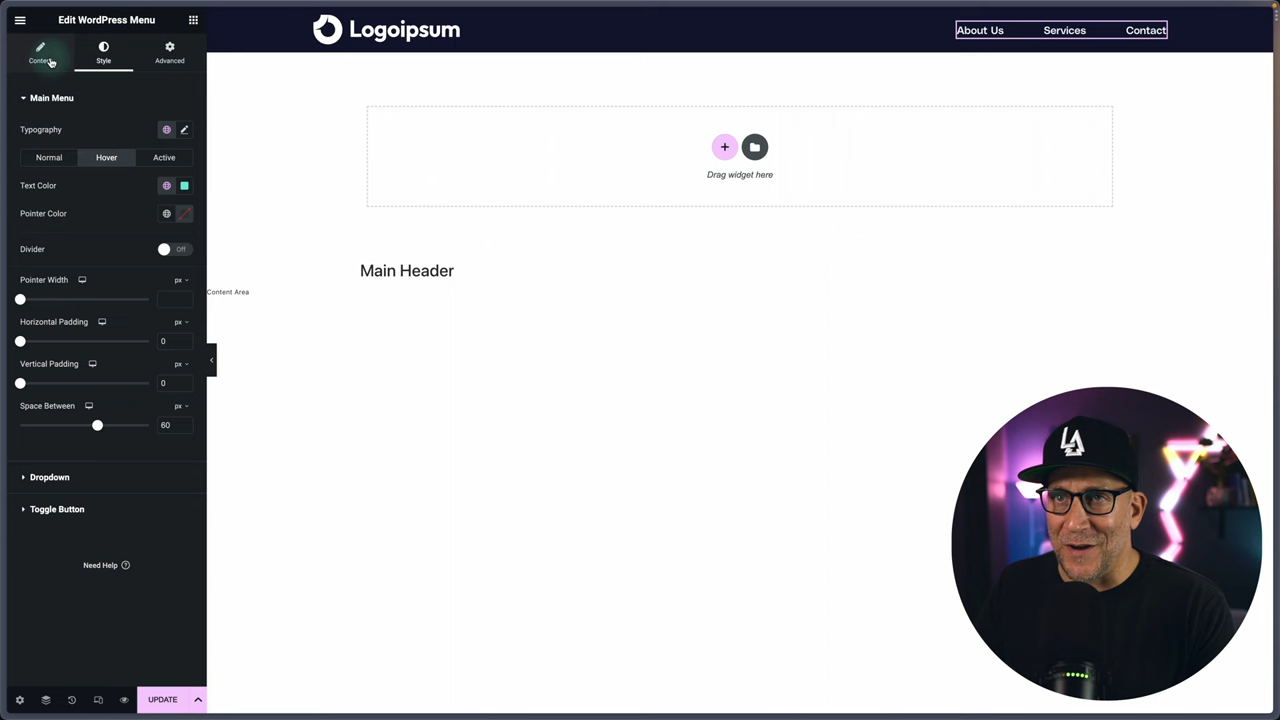 Edit WordPress Menu
Content
Style
Advanced
Main Menu
Typography
Normal
Hover
Active
Text Color
Pointer Color
Divider
Off
Pointer Width
px
Horizontal Padding
px
0
Vertical Padding
px
0
Space Between
px
60
Dropdown
Toggle Button
Need Help
UPDATE
Logoipsum
About Us
Services
Contact
Drag widget here
Main Header
Content Area
LA